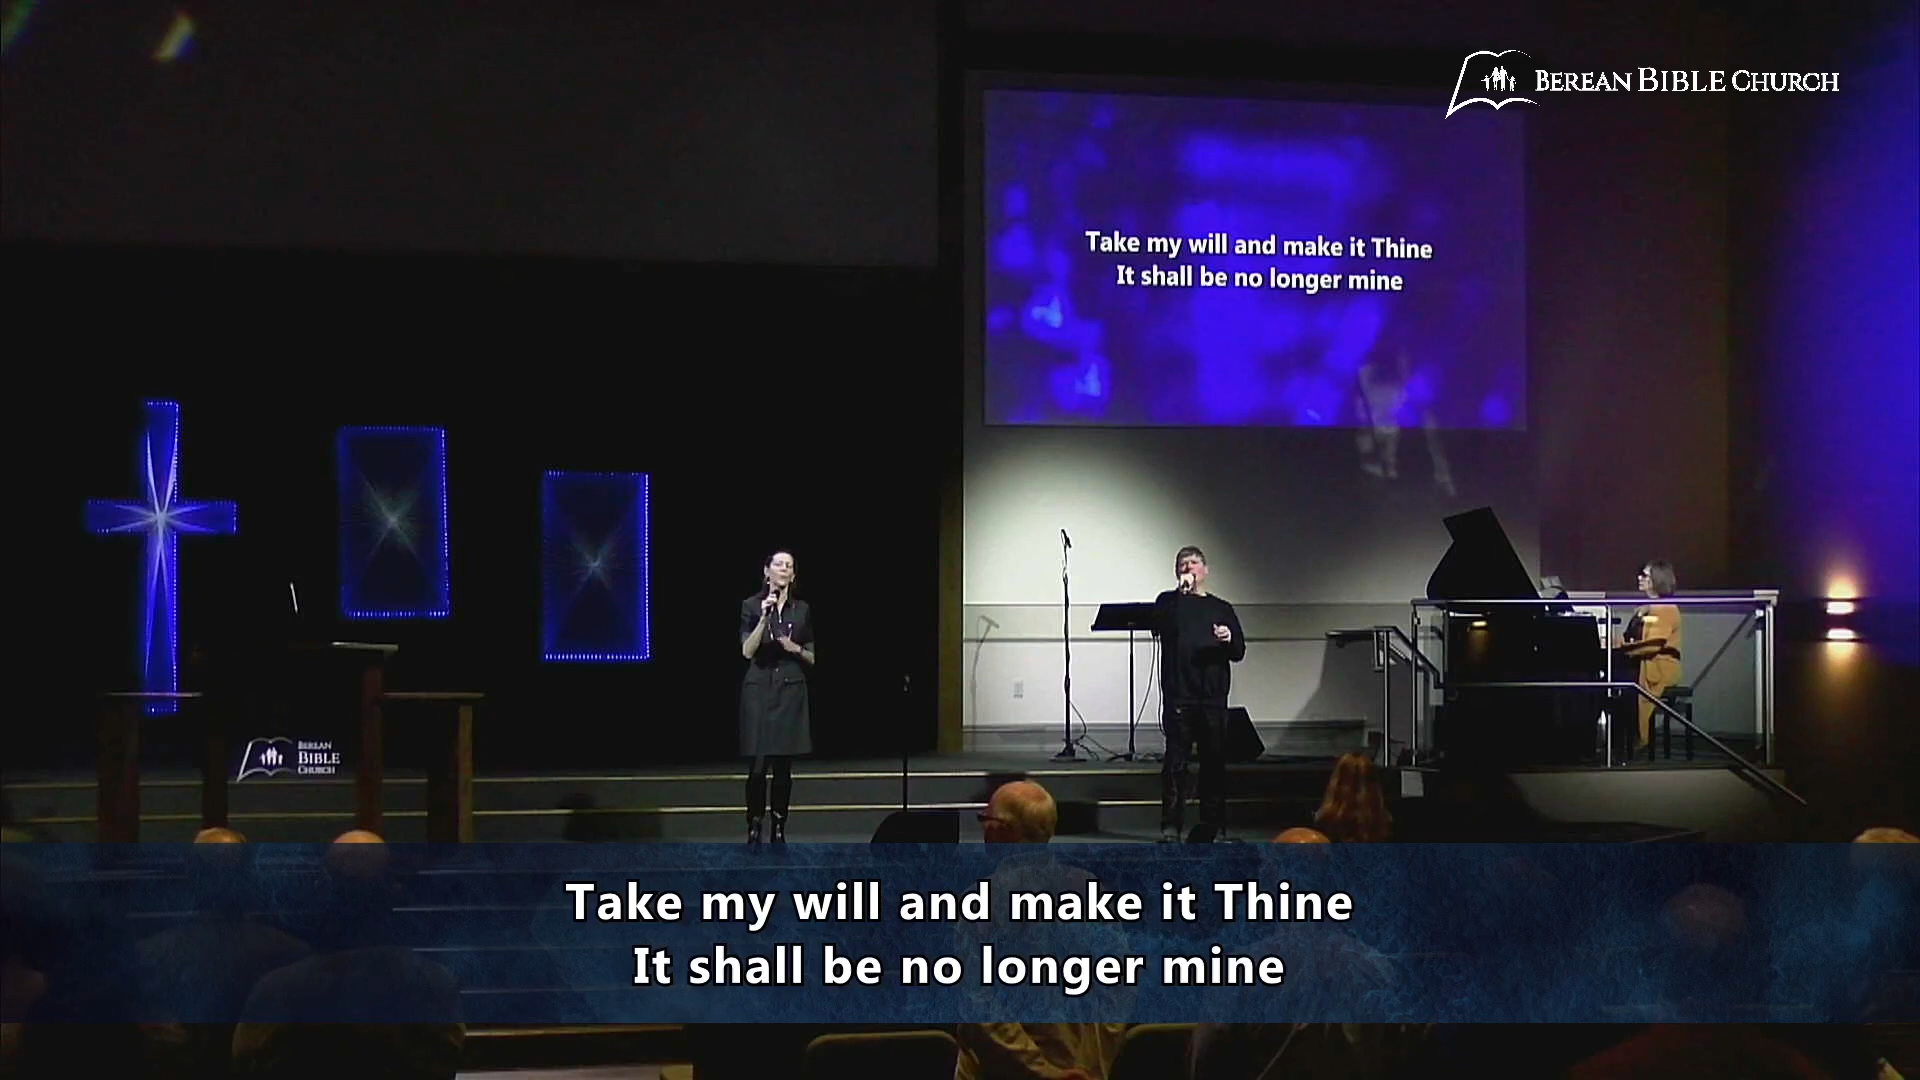 BEREAN BIBLE CHURCH
Take my will and make it Thine
It shall be no longer mine
BEREAN
BIBLE
CHURCH
Take my will and make it Thine
It shall be no longer mine